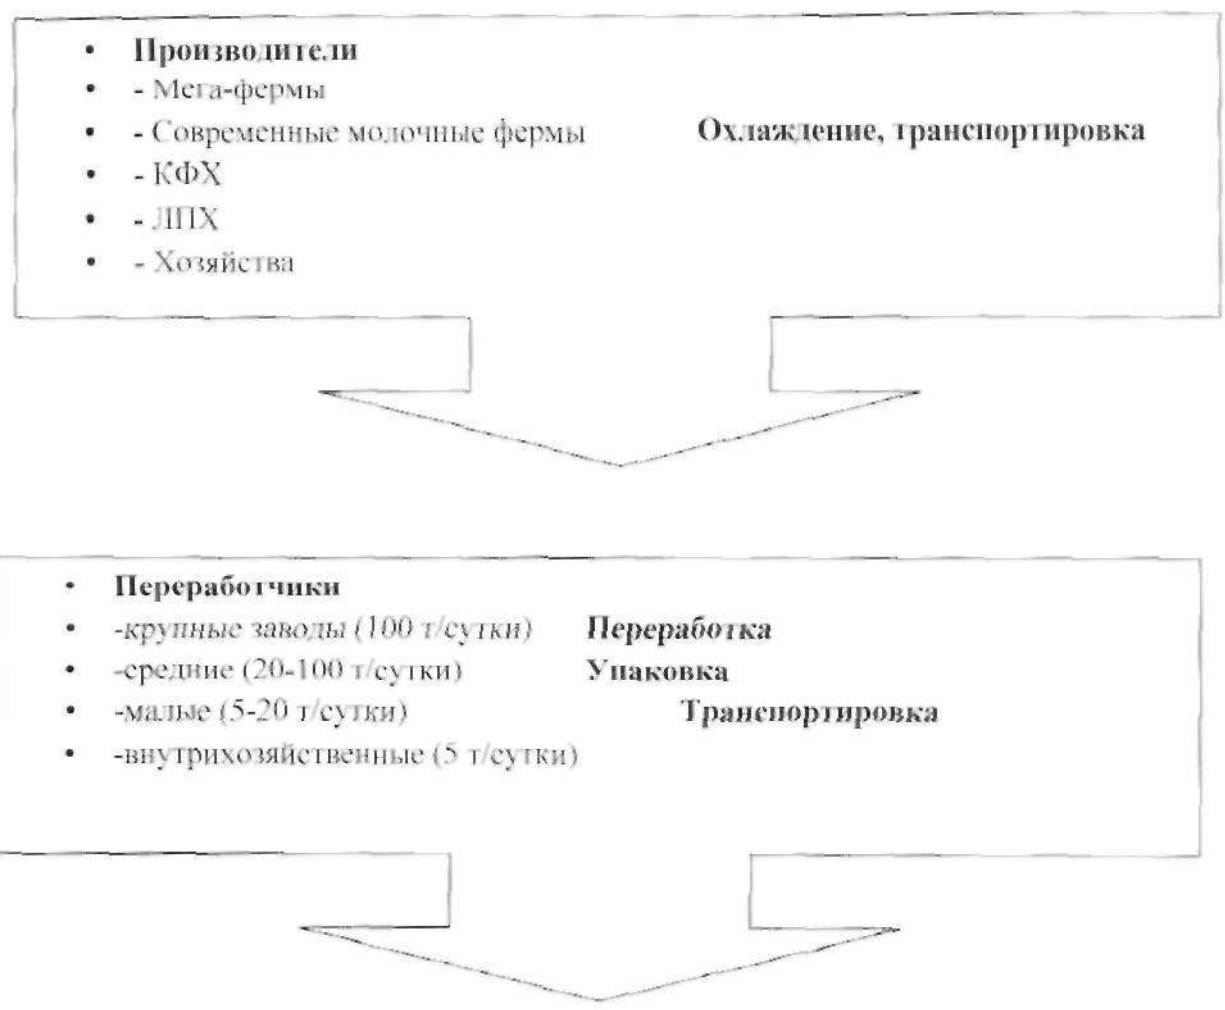 • Производители
• - Мега-фермы
• - Современные молочные фермы Охлаждение, транспортировка
• - КФХ
• - ЛПХ
• - Хозяйства
• Переработчики
• -крупные заводы (100 т/сутки) Переработка
• -средние (20-100 т/сутки) Упаковка
• -малые (5-20 т/сутки) Транспортировка
• -внутрихозяйственные (5 т/сутки)